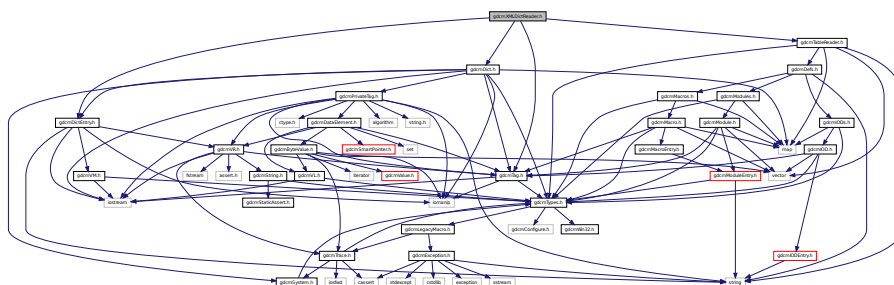 gdcmXMLDictReader.h
gdcmTableReader.h
gdcmDict.h
gdcmDefs.h
gdcmPrivateTag.h
gdcmMacros.h
gdcmModules.h
gdcmDictEntry.h
ctype.h
gdcmDataElement.h
algorithm
string.h
gdcmMacro.h
gdcmModule.h
gdcmIODs.h
gdcmVR.h
gdcmByteValue.h
gdcmSmartPointer.h
set
gdcmMacroEntry.h
map
gdcmIOD.h
gdcmVM.h
fstream
assert.h
gdcmString.h
gdcmVL.h
iterator
gdcmValue.h
gdcmTag.h
gdcmModuleEntry.h
vector
iostream
gdcmStaticAssert.h
iomanip
gdcmTypes.h
gdcmLegacyMacro.h
gdcmConfigure.h
gdcmWin32.h
gdcmTrace.h
gdcmException.h
gdcmIODEntry.h
gdcmSystem.h
iosfwd
cassert
stdexcept
cstdlib
exception
sstream
string